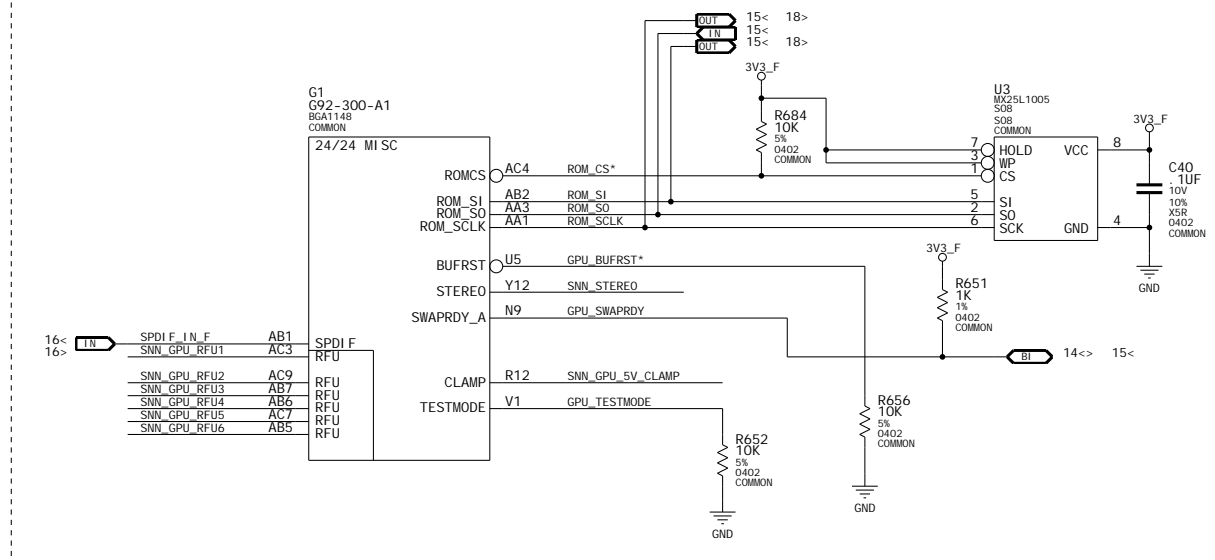 OUT 15< 18>
IN 15<
OUT 15< 18>
3V3_F
G1
G92-300-A1
BGA1148
COMMON
24/24 MISC
R684
10K
5%
0402
COMMON
U3
MX25L1005
SO8
SO8
COMMON
3V3_F
7 HOLD VCC 8
3 WP
1 CS
C40
.1UF
10V
10%
X5R
0402
COMMON
ROMCS AC4 ROM_CS*
ROM_SI AB2 ROM_SI
5 SI
ROM_SO AA3 ROM_SO
2 SO
ROM_SCLK AA1 ROM_SCLK
6 SCK GND 4
GND
BUFRST U5 GPU_BUFRST*
3V3_F
STEREO Y12 SNN_STEREO
R651
1K
1%
0402
COMMON
SWAPRDY_A N9 GPU_SWAPRDY
16< IN SPDIF_IN_F AB1 SPDIF
16>
SNN_GPU_RFU1 AC3 RFU
BI 14<> 15<
SNN_GPU_RFU2 AC9 RFU
SNN_GPU_RFU3 AB7 RFU
SNN_GPU_RFU4 AB6 RFU
SNN_GPU_RFU5 AC7 RFU
SNN_GPU_RFU6 AB5 RFU
CLAMP R12 SNN_GPU_5V_CLAMP
TESTMODE V1 GPU_TESTMODE
R656
10K
5%
0402
COMMON
R652
10K
5%
0402
COMMON
GND
GND